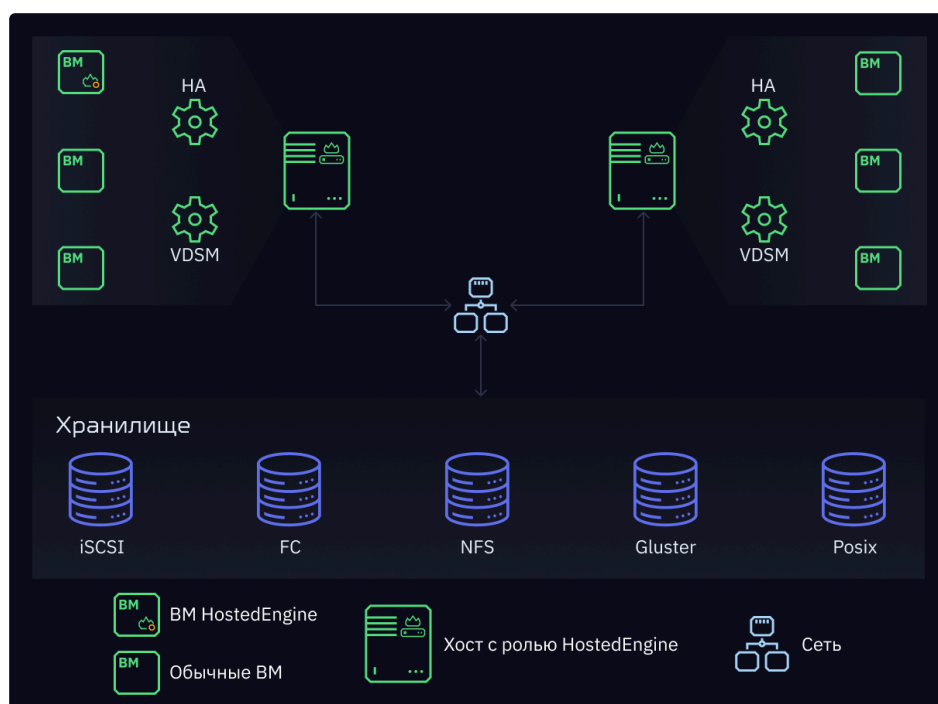 ВМ
ВМ
ВМ
HA
VDSM
HA
VDSM
ВМ
ВМ
ВМ
Хранилище
iSCSI
FC
NFS
Gluster
Posix
ВМ
ВМ HostedEngine
ВМ
Обычные ВМ
Хост с ролью HostedEngine
Сеть